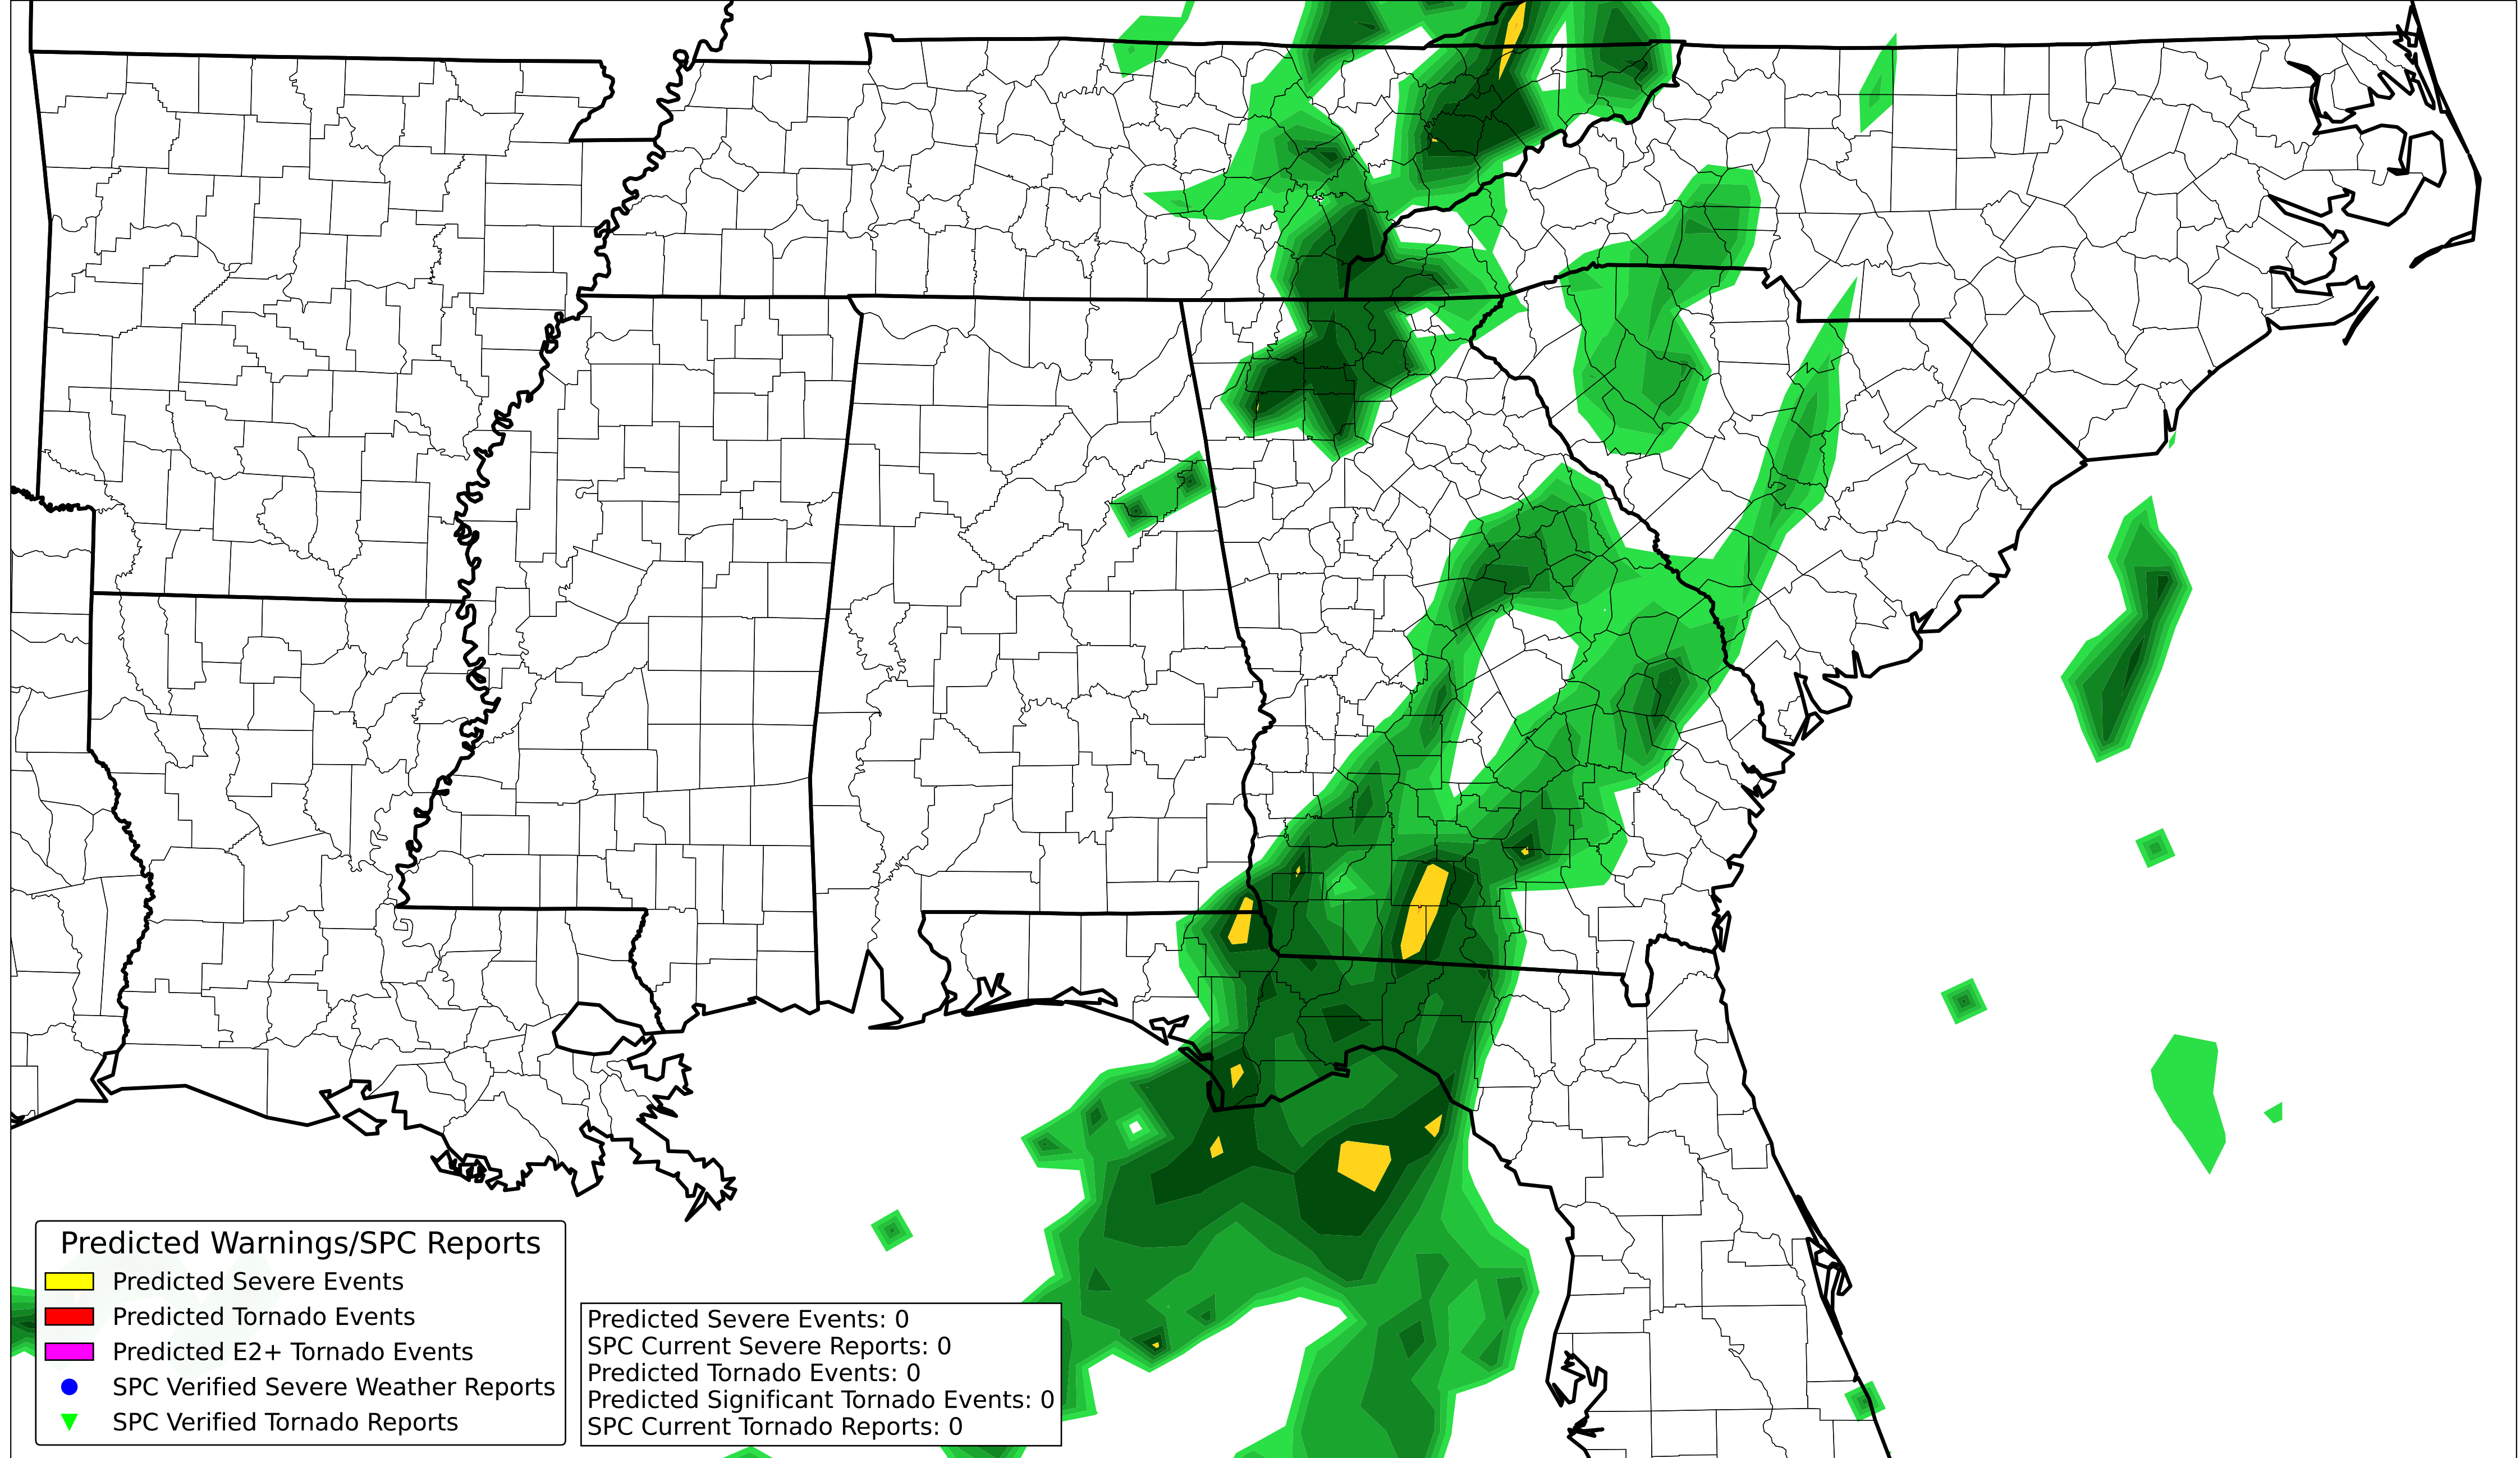 Predicted Warnings/SPC Reports
Predicted Severe Events
Predicted Tornado Events
Predicted E2+ Tornado Events
SPC Verified Severe Weather Reports
SPC Verified Tornado Reports
Predicted Severe Events: 0
SPC Current Severe Reports: 0
Predicted Tornado Events: 0
Predicted Significant Tornado Events: 0
SPC Current Tornado Reports: 0